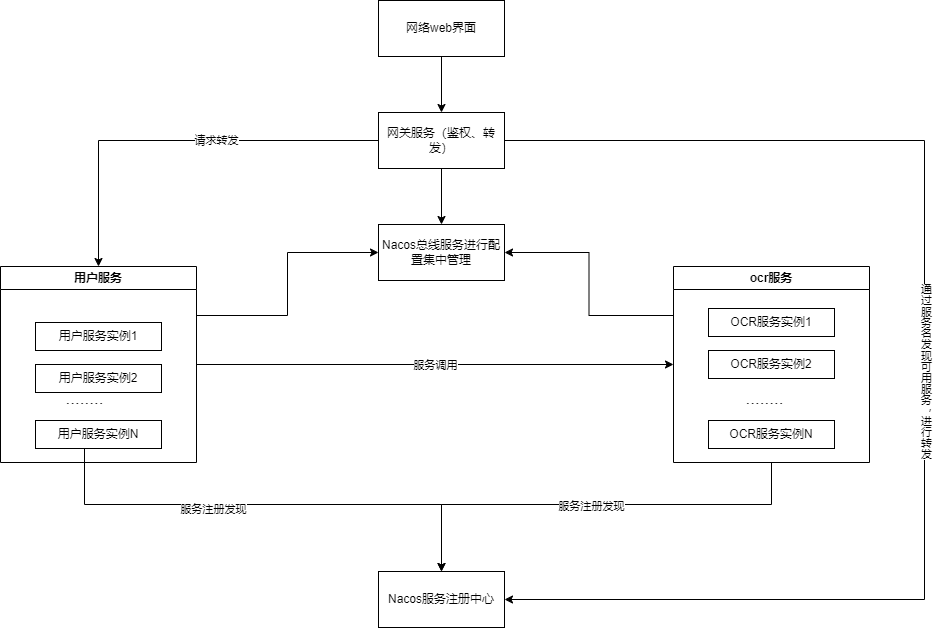 网络web界面
网关服务（鉴权、转
发）
请求转发
Nacos总线服务进行配
置集中管理
用户服务
用户服务实例1
用户服务实例2
........
用户服务实例N
ocr服务
OCR服务实例1
OCR服务实例2
........
OCR服务实例N
服务调用
通过服务名发现可用服务，进行转发
服务注册发现
服务注册发现
Nacos服务注册中心